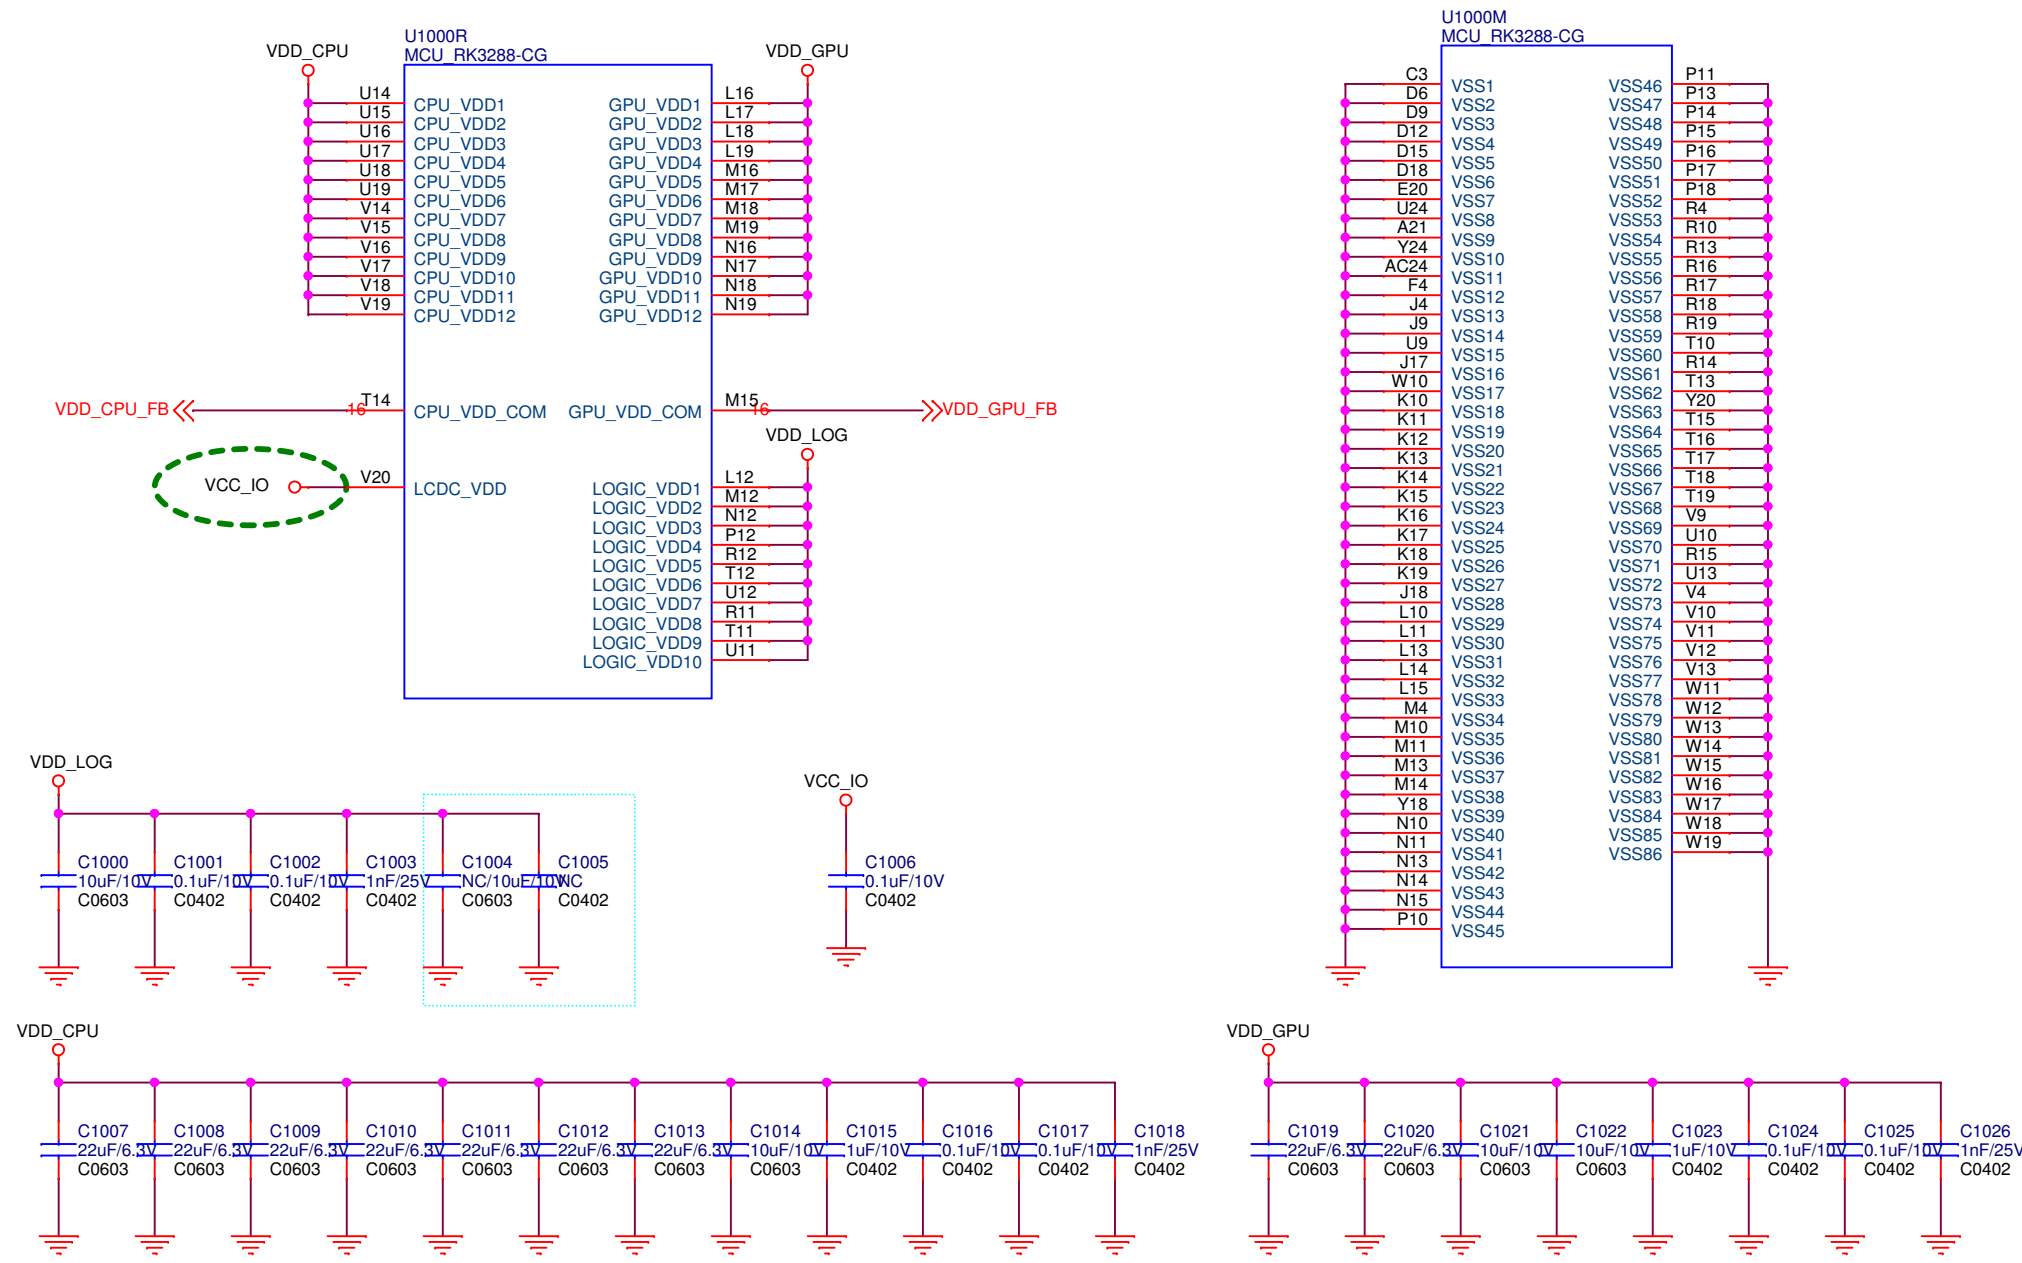 U1000R
MCU_RK3288-CG
VDD_CPU
VDD_GPU
U14 CPU_VDD1 GPU_VDD1 L16
U15 CPU_VDD2 GPU_VDD2 L17
U16 CPU_VDD3 GPU_VDD3 L18
U17 CPU_VDD4 GPU_VDD4 L19
U18 CPU_VDD5 GPU_VDD5 M16
U19 CPU_VDD6 GPU_VDD6 M17
V14 CPU_VDD7 GPU_VDD7 M18
V15 CPU_VDD8 GPU_VDD8 M19
V16 CPU_VDD9 GPU_VDD9 N16
V17 CPU_VDD10 GPU_VDD10 N17
V18 CPU_VDD11 GPU_VDD11 N18
V19 CPU_VDD12 GPU_VDD12 N19
VDD_CPU_FB 16 T14 CPU_VDD_COM GPU_VDD_COM M15 16 VDD_GPU_FB
VDD_LOG
VCC_IO V20 LCDC_VDD LOGIC_VDD1 L12
LOGIC_VDD2 M12
LOGIC_VDD3 N12
LOGIC_VDD4 P12
LOGIC_VDD5 R12
LOGIC_VDD6 T12
LOGIC_VDD7 U12
LOGIC_VDD8 R11
LOGIC_VDD9 T11
LOGIC_VDD10 U11
U1000M
MCU_RK3288-CG
C3 VSS1 VSS46 P11
D6 VSS2 VSS47 P13
D9 VSS3 VSS48 P14
D12 VSS4 VSS49 P15
D15 VSS5 VSS50 P16
D18 VSS6 VSS51 P17
E20 VSS7 VSS52 P18
U24 VSS8 VSS53 R4
A21 VSS9 VSS54 R10
Y24 VSS10 VSS55 R13
AC24 VSS11 VSS56 R16
F4 VSS12 VSS57 R17
J4 VSS13 VSS58 R18
J9 VSS14 VSS59 R19
U9 VSS15 VSS60 T10
J17 VSS16 VSS61 R14
W10 VSS17 VSS62 T13
K10 VSS18 VSS63 Y20
K11 VSS19 VSS64 T15
K12 VSS20 VSS65 T16
K13 VSS21 VSS66 T17
K14 VSS22 VSS67 T18
K15 VSS23 VSS68 T19
K16 VSS24 VSS69 V9
K17 VSS25 VSS70 U10
K18 VSS26 VSS71 R15
K19 VSS27 VSS72 U13
J18 VSS28 VSS73 V4
L10 VSS29 VSS74 V10
L11 VSS30 VSS75 V11
L13 VSS31 VSS76 V12
L14 VSS32 VSS77 V13
L15 VSS33 VSS78 W11
M4 VSS34 VSS79 W12
M10 VSS35 VSS80 W13
M11 VSS36 VSS81 W14
M13 VSS37 VSS82 W15
M14 VSS38 VSS83 W16
Y18 VSS39 VSS84 W17
N10 VSS40 VSS85 W18
N11 VSS41 VSS86 W19
N13 VSS42
N14 VSS43
N15 VSS44
P10 VSS45
VDD_LOG
C1000 C1001 C1002 C1003 C1004 C1005
10uF/10V 0.1uF/10V 0.1uF/10V 1nF/25V NC/10uF/10V NC
C0603 C0402 C0402 C0402 C0603 C0402
VCC_IO
C1006
0.1uF/10V
C0402
VDD_CPU
C1007 C1008 C1009 C1010 C1011 C1012 C1013 C1014 C1015 C1016 C1017 C1018
22uF/6.3V 22uF/6.3V 22uF/6.3V 22uF/6.3V 22uF/6.3V 22uF/6.3V 22uF/6.3V 10uF/10V 1uF/10V 0.1uF/10V 0.1uF/10V 1nF/25V
C0603 C0603 C0603 C0603 C0603 C0603 C0603 C0603 C0402 C0402 C0402 C0402
VDD_GPU
C1019 C1020 C1021 C1022 C1023 C1024 C1025 C1026
22uF/6.3V 22uF/6.3V 10uF/10V 10uF/10V 1uF/10V 0.1uF/10V 0.1uF/10V 1nF/25V
C0603 C0603 C0603 C0603 C0402 C0402 C0402 C0402